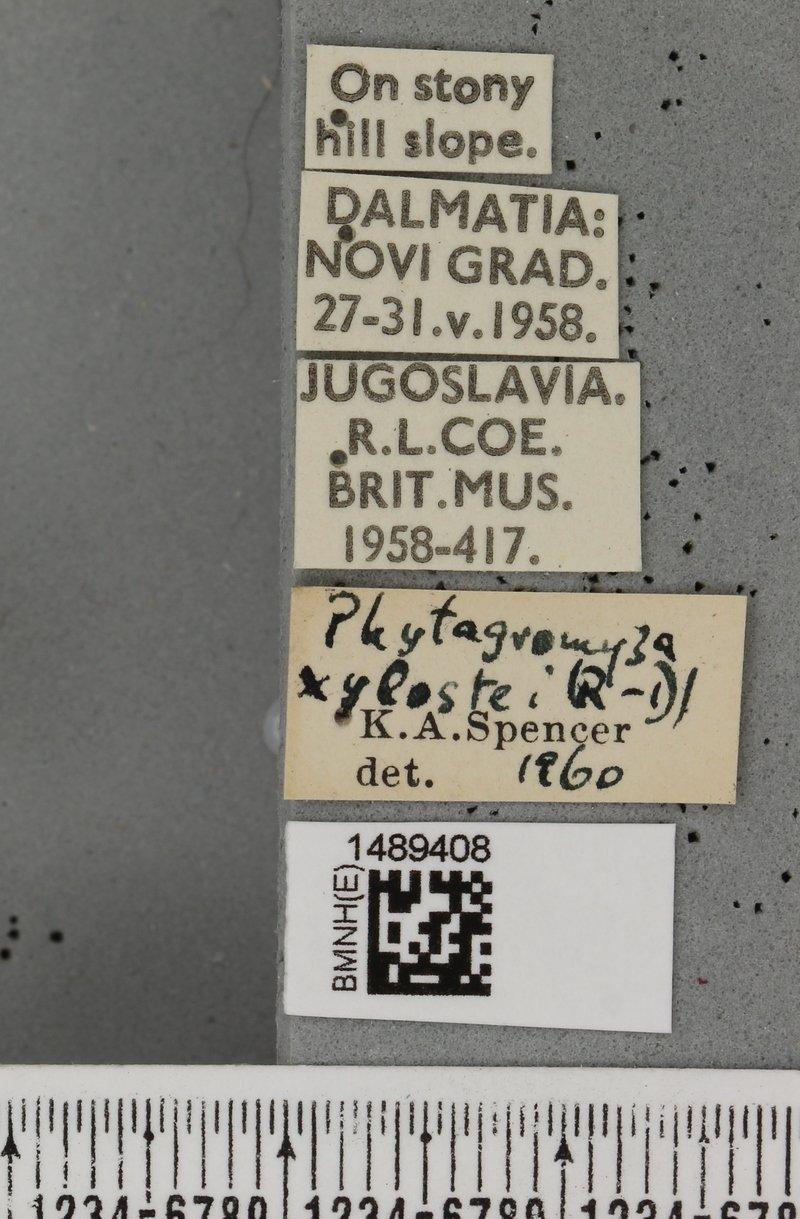 On stony
hill slope.
DALMATIA:
NOVI GRAD.
27-31.v.1958.
JUGOSLAVIA.
R.L.COE.
BRIT.MUS.
1958-417.
Phytagromyza
xylostei (R-D)
K.A.Spencer
det. 1960
1489408
BMNH(E)